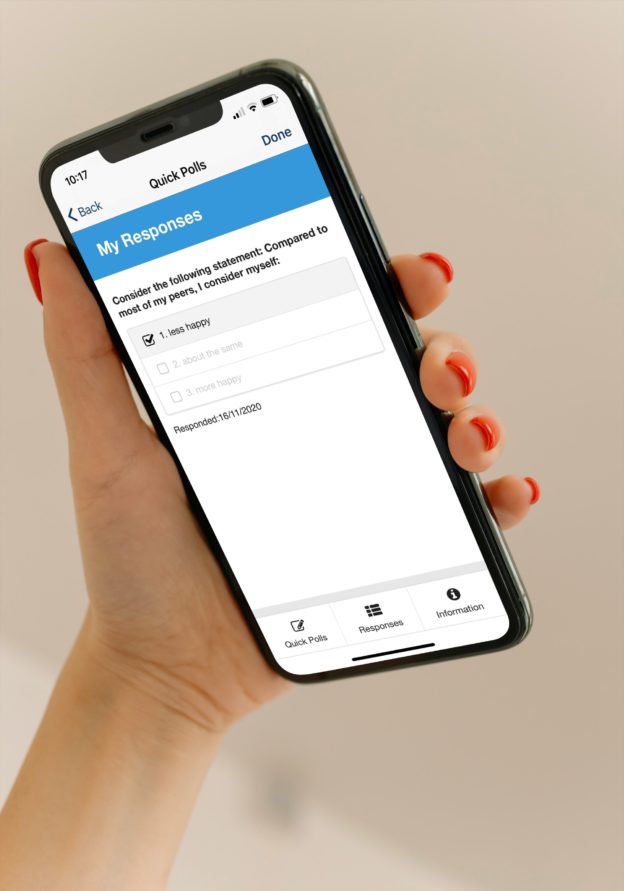 10:17
Back
Quick Polls
Done
My Responses
Consider the following statement: Compared to
most of my peers, I consider myself:
1. less happy
2. about the same
3. more happy
Responded:16/11/2020
Quick Polls
Responses
Information